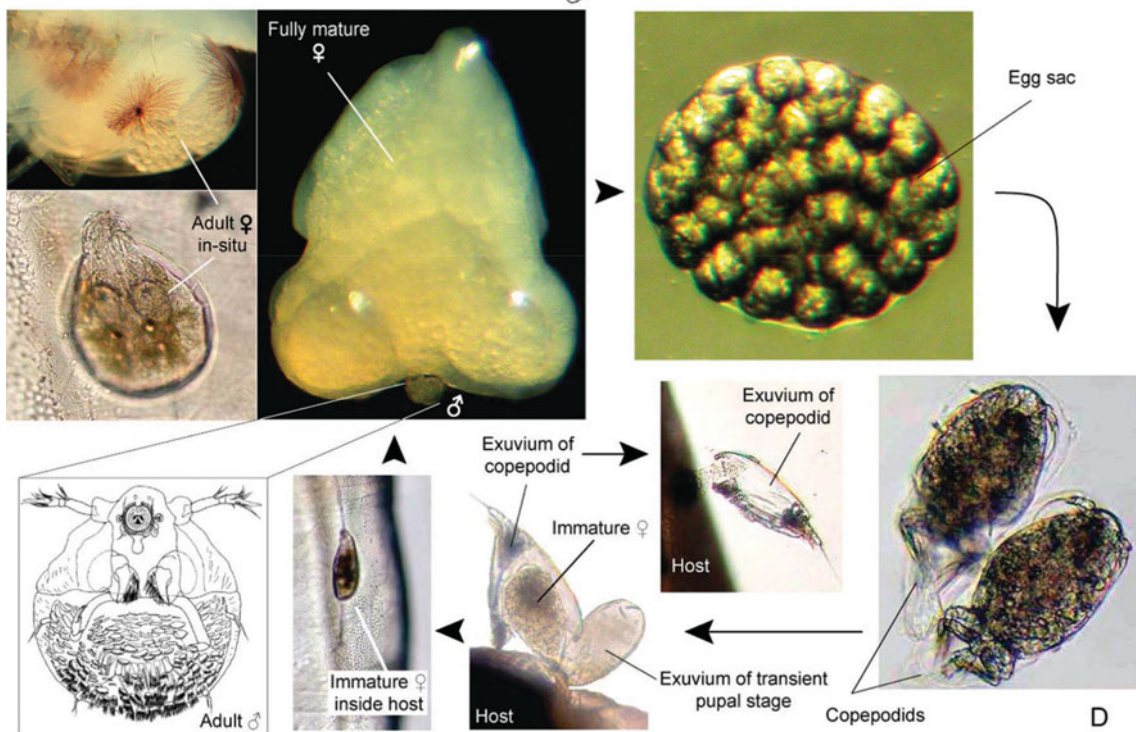 Fully mature
♀
Egg sac
Adult ♀
in-situ
♂
Exuvium of
copepodid
Exuvium of
copepodid
Immature ♀
Host
Immature ♀
inside host
Host
Exuvium of transient
pupal stage
Adult ♂
Copepodids
D